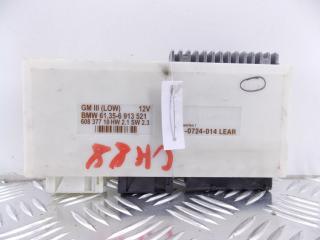 GM III (LOW) 12V
BMW 61.35-6 913 521
608 377 10 HW 2.1 SW 2.3
-0724-014 LEAR